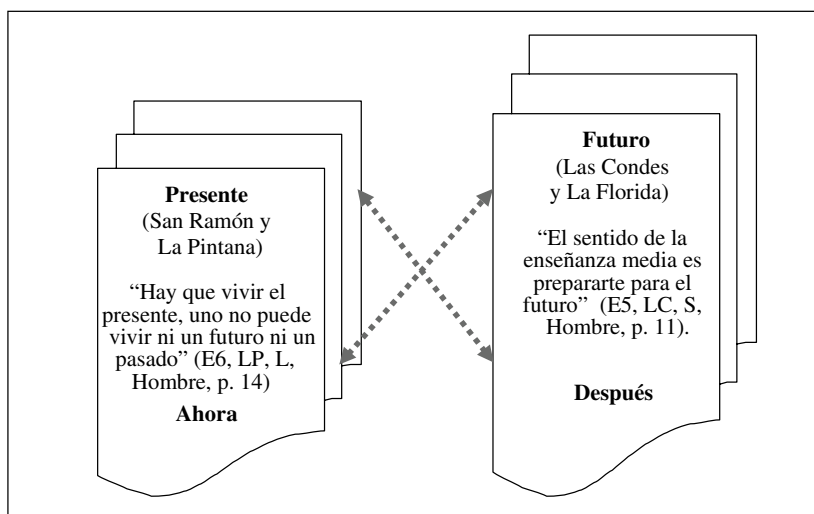 Presente
(San Ramón y
La Pintana)
“Hay que vivir el
presente, uno no puede
vivir ni un futuro ni un
pasado” (E6, LP, L,
Hombre, p. 14)
Ahora
Futuro
(Las Condes
y La Florida)
“El sentido de la
enseñanza media es
prepararte para el
futuro” (E5, LC, S,
Hombre, p. 11).
Después